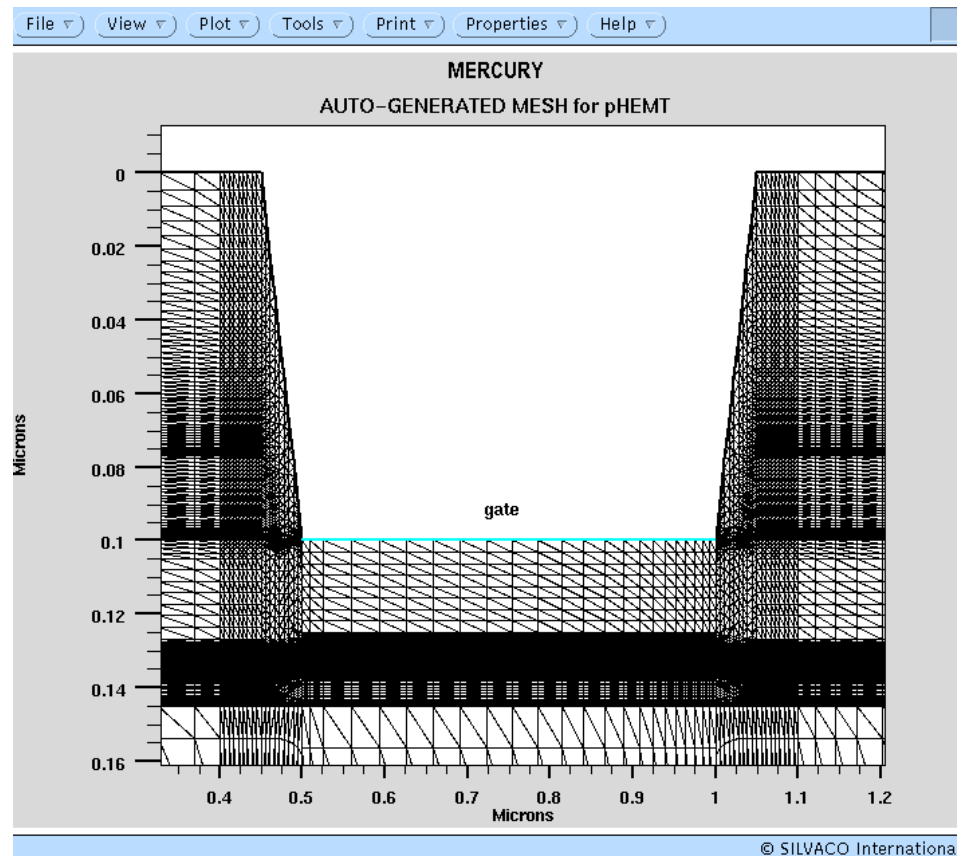 File View Plot Tools Print Properties Help
MERCURY
AUTO-GENERATED MESH for pHEMT
0
0.02
0.04
0.06
0.08
0.1
0.12
0.14
0.16
Microns
gate
0.4 0.5 0.6 0.7 0.8 0.9 1 1.1 1.2
Microns
© SILVACO Internationa